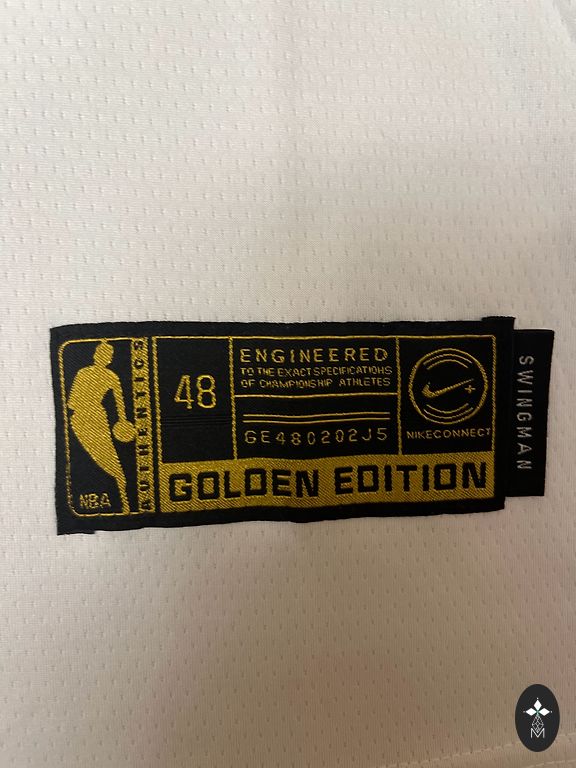 NBA
AUTHENTICS
48
ENGINEERED
TO THE EXACT SPECIFICATIONS
OF CHAMPIONSHIP ATHLETES
GE480202J5
NIKECONNECT
GOLDEN EDITION
SWINGMAN
M